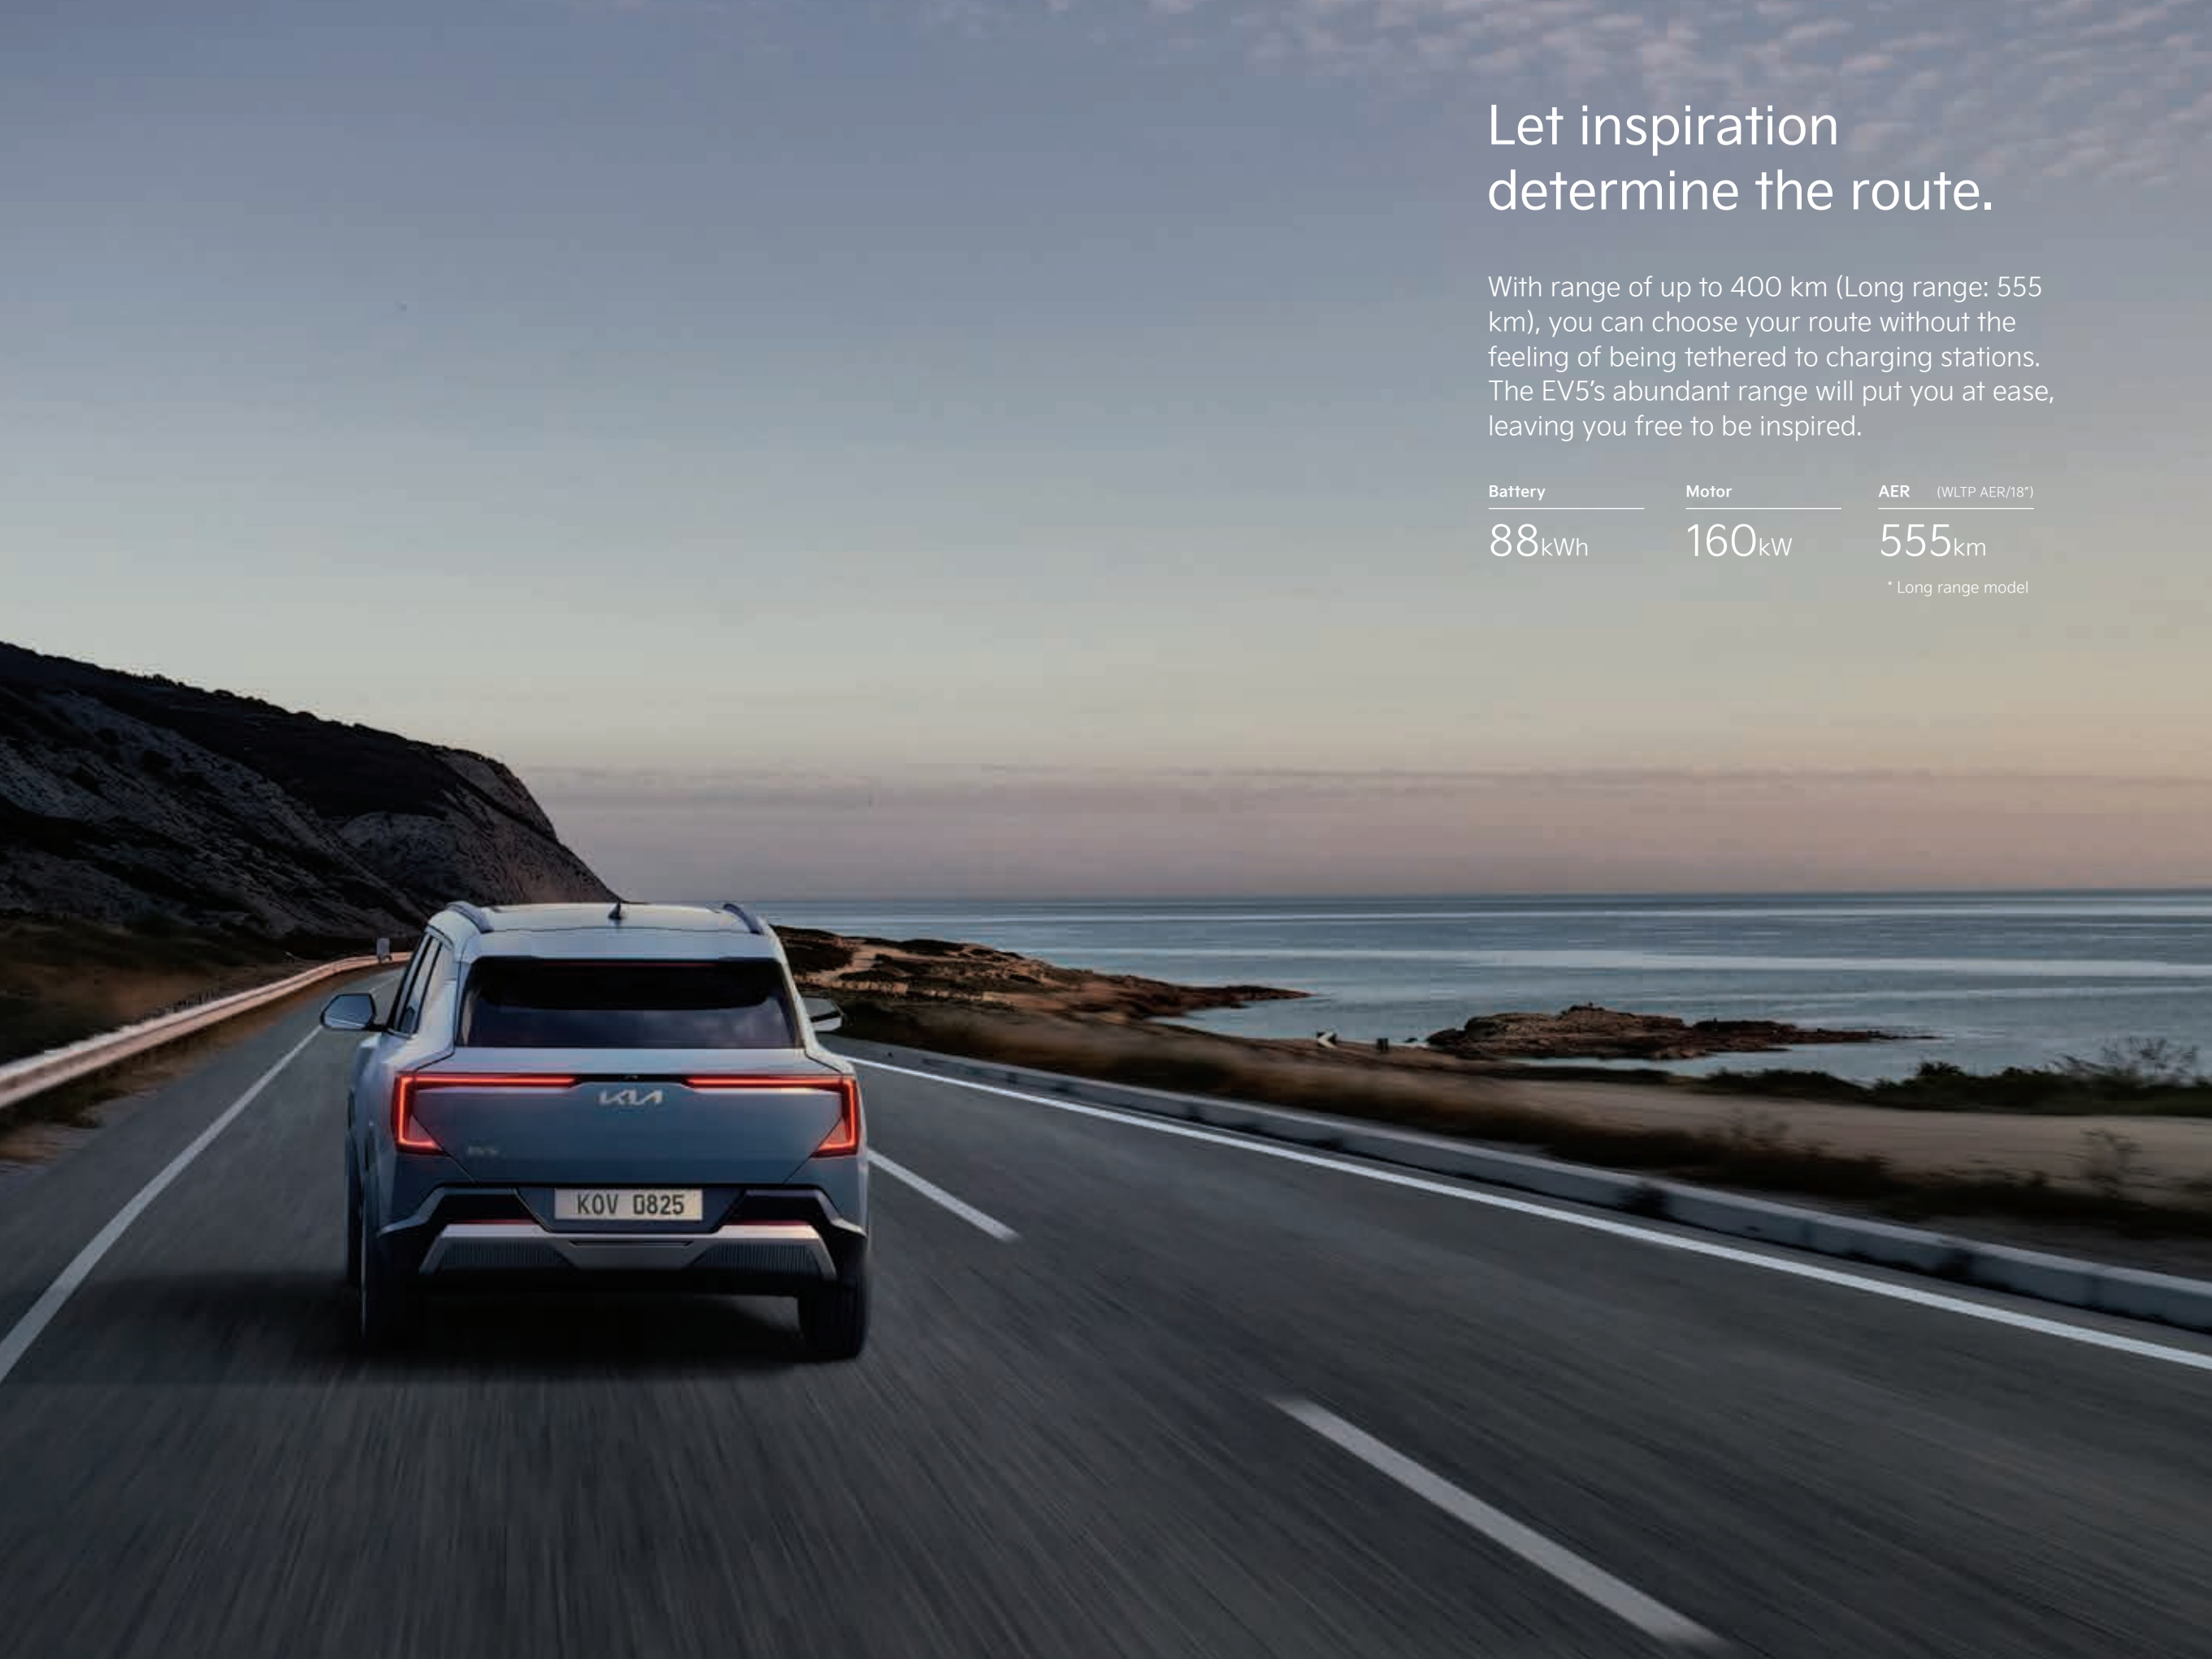 Let inspiration
determine the route.
With range of up to 400 km (Long range: 555
km), you can choose your route without the
feeling of being tethered to charging stations.
The EV5’s abundant range will put you at ease,
leaving you free to be inspired.
Battery Motor AER (WLTP AER/18")
88kWh 160kW 555km
* Long range model
KIA
EV5
KOV 0825